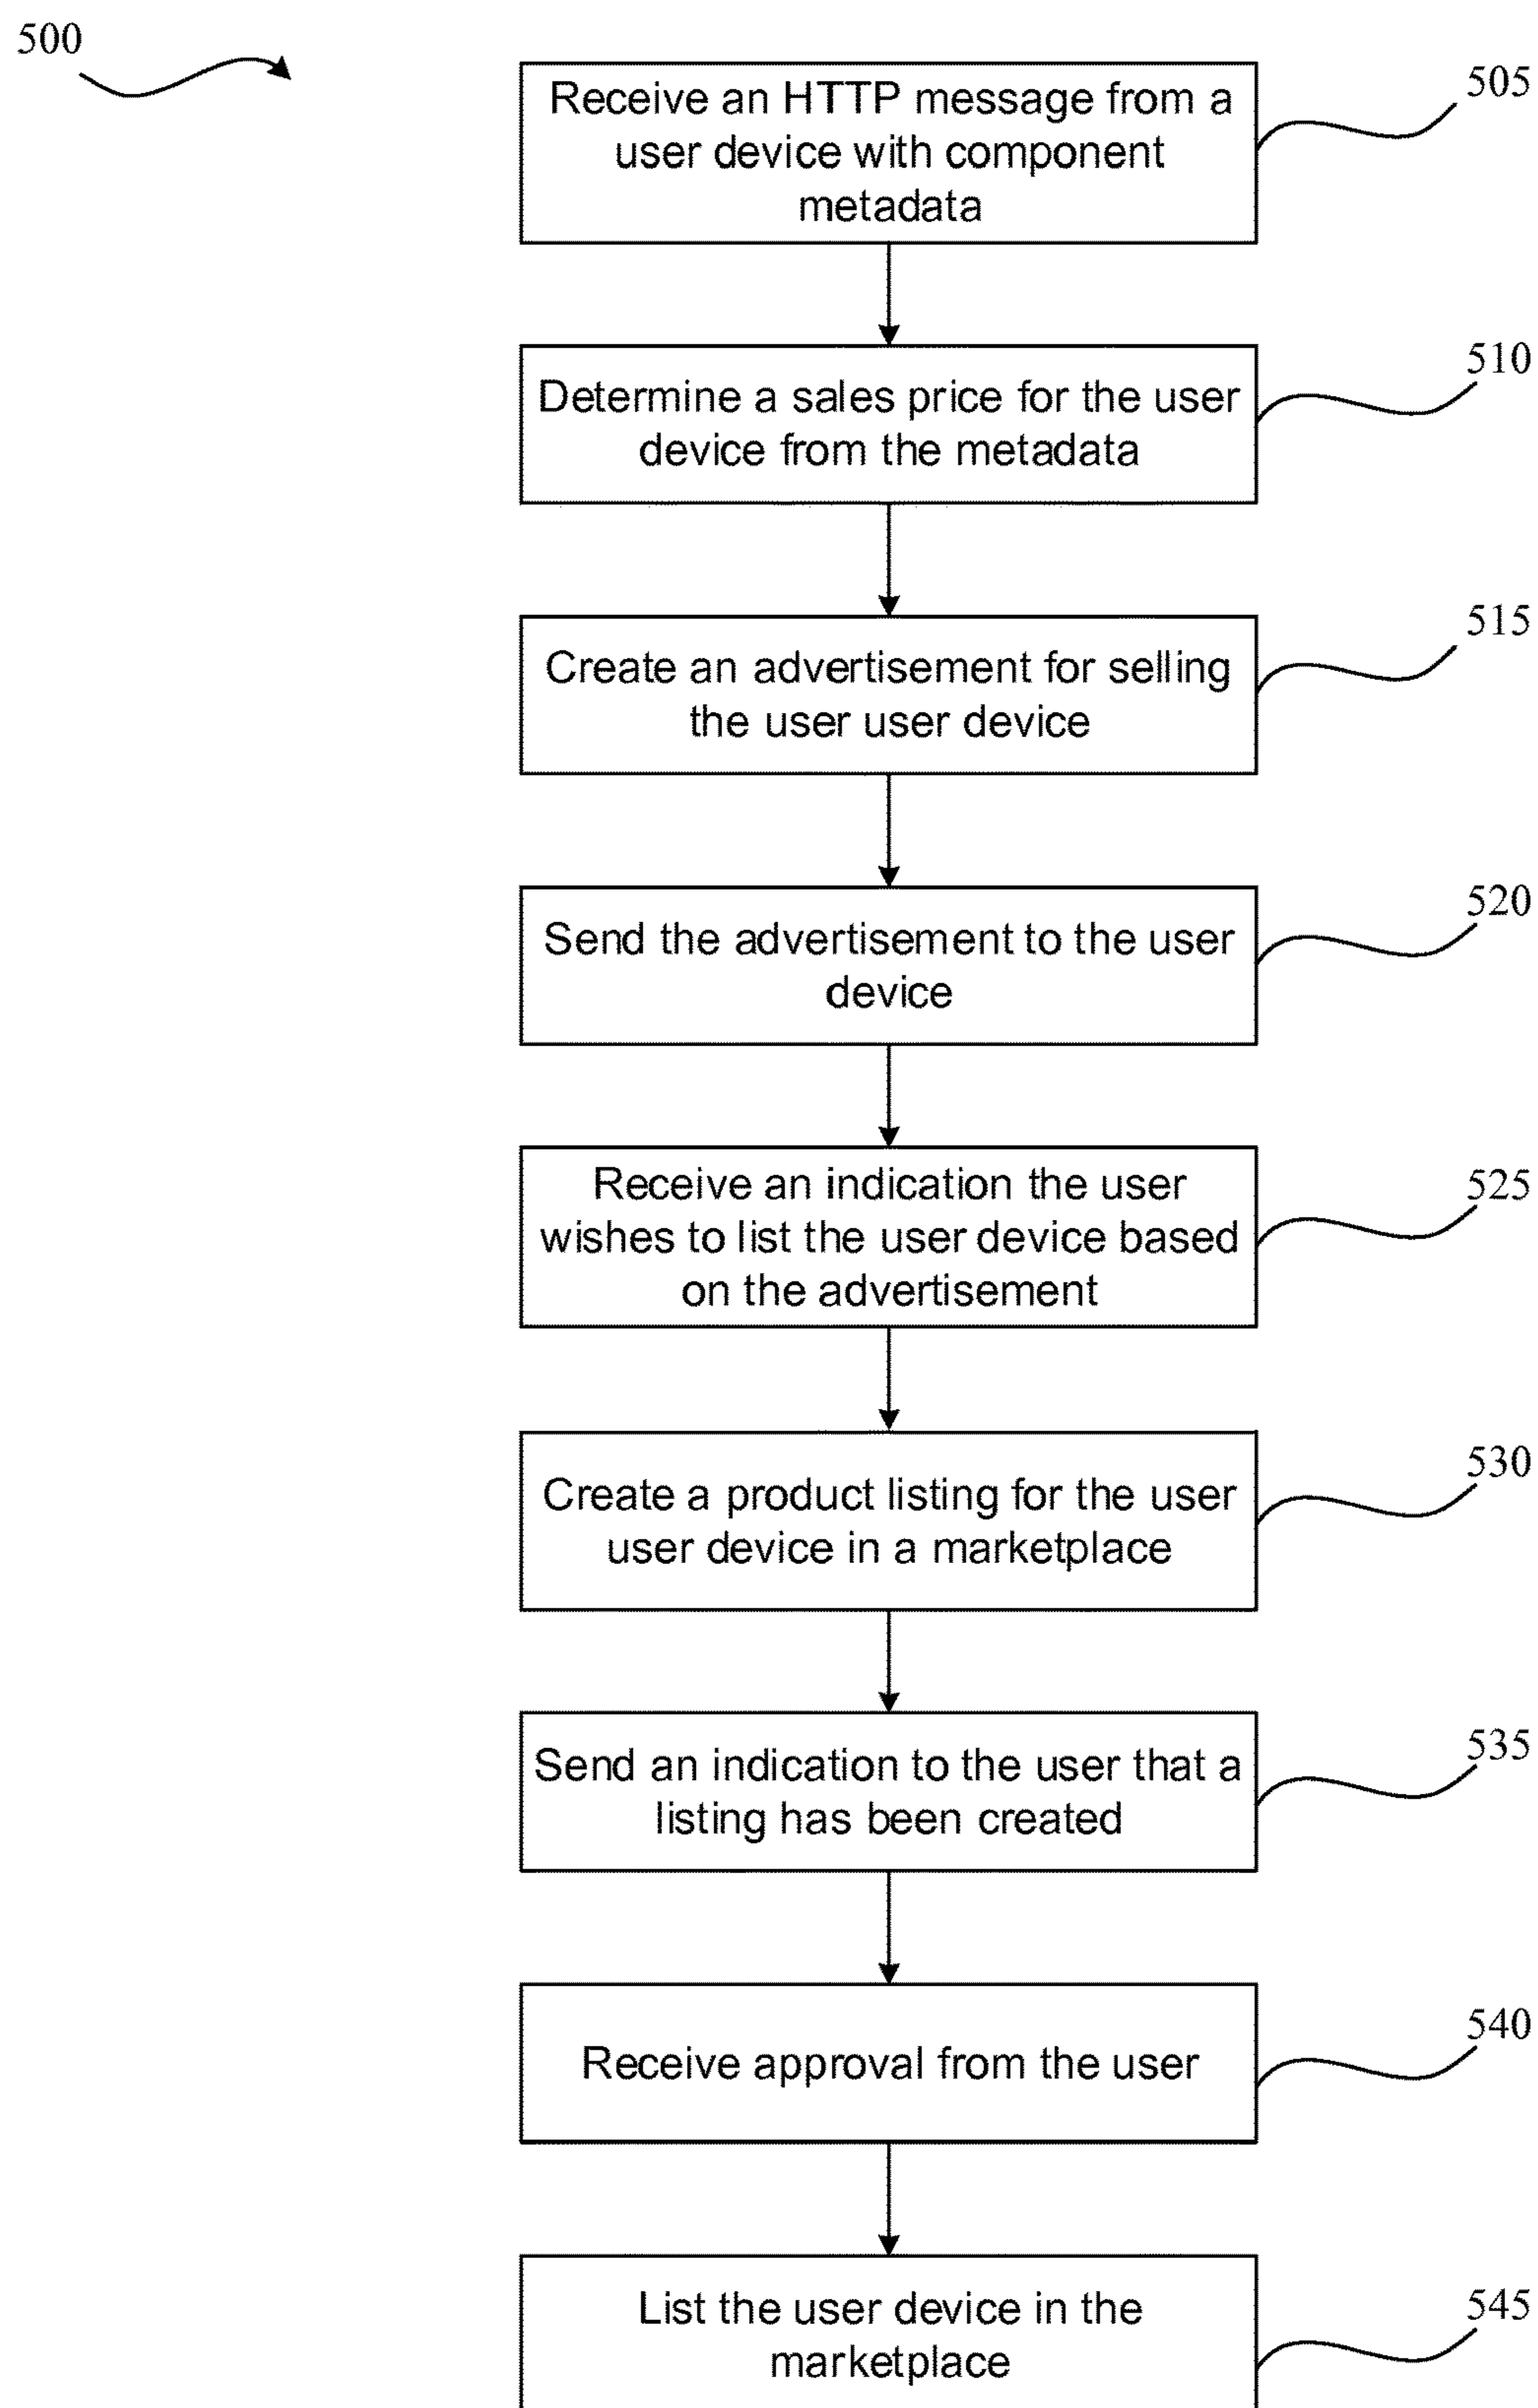 500
Receive an HTTP message from a
user device with component
metadata
505
Determine a sales price for the user
device from the metadata
510
Create an advertisement for selling
the user user device
515
Send the advertisement to the user
device
520
Receive an indication the user
wishes to list the user device based
on the advertisement
525
Create a product listing for the user
user device in a marketplace
530
Send an indication to the user that a
listing has been created
535
Receive approval from the user
540
List the user device in the
marketplace
545